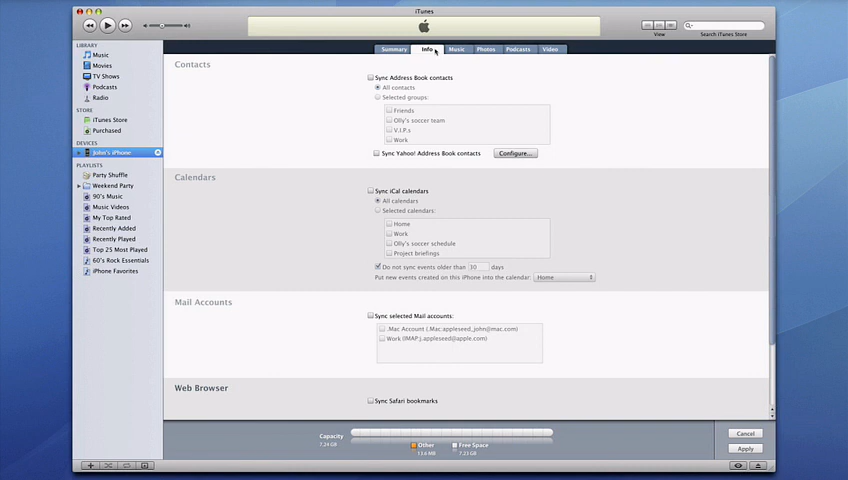 iTunes
View
Search iTunes Store
LIBRARY
Music
Movies
TV Shows
Podcasts
Radio
STORE
iTunes Store
Purchased
DEVICES
John's iPhone
PLAYLISTS
Party Shuffle
Weekend Party
90's Music
Music Videos
My Top Rated
Recently Added
Recently Played
Top 25 Most Played
60's Rock Essentials
iPhone Favorites
Summary Info Music Photos Podcasts Video
Contacts
Sync Address Book contacts
All contacts
Selected groups:
Friends
Olly's soccer team
V.I.P.s
Work
Sync Yahoo! Address Book contacts Configure...
Calendars
Sync iCal calendars
All calendars
Selected calendars:
Home
Work
Olly's soccer schedule
Project briefings
Do not sync events older than 30 days
Put new events created on this iPhone into the calendar: Home
Mail Accounts
Sync selected Mail accounts:
.Mac Account (.Mac:appleseed_john@mac.com)
Work (IMAP:j.appleseed@apple.com)
Web Browser
Sync Safari bookmarks
Capacity
7.24 GB
Other
13.6 MB
Free Space
7.23 GB
Cancel
Apply